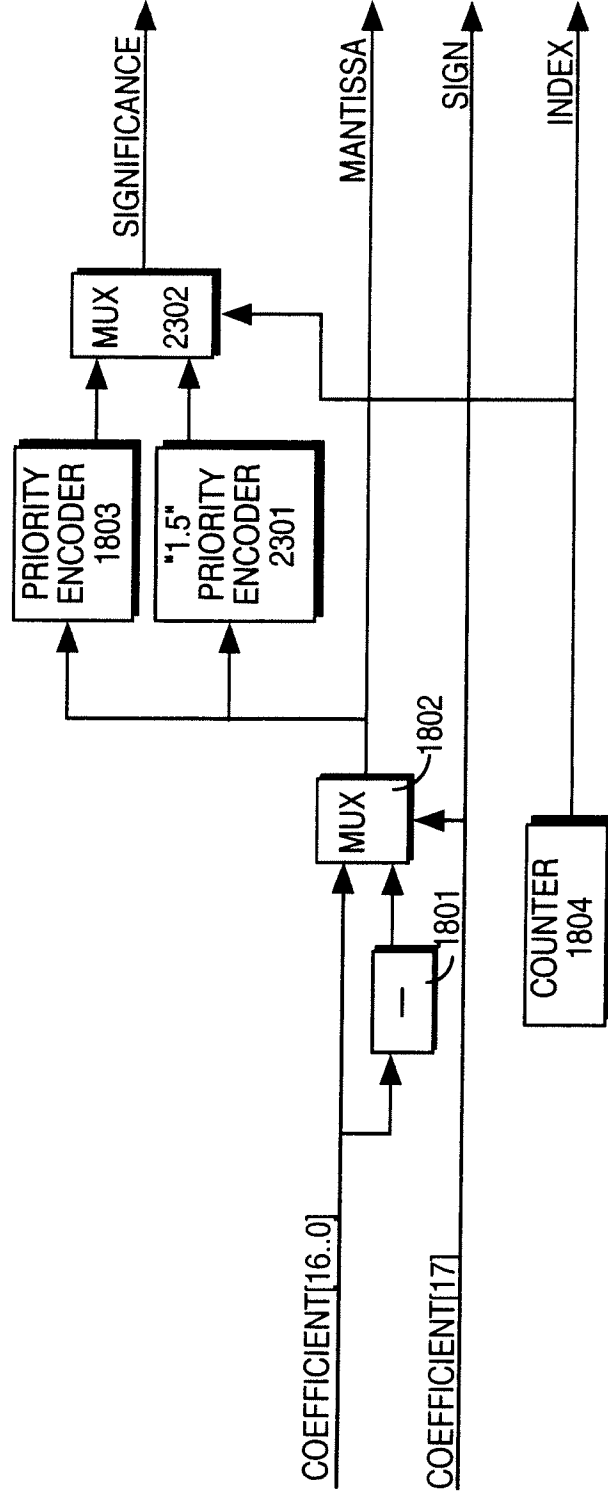 COEFFICIENT[16..0]
COEFFICIENT[17]
1801
MUX
1802
COUNTER
1804
PRIORITY
ENCODER
1803
"1.5"
PRIORITY
ENCODER
2301
MUX
2302
SIGNIFICANCE
MANTISSA
SIGN
INDEX